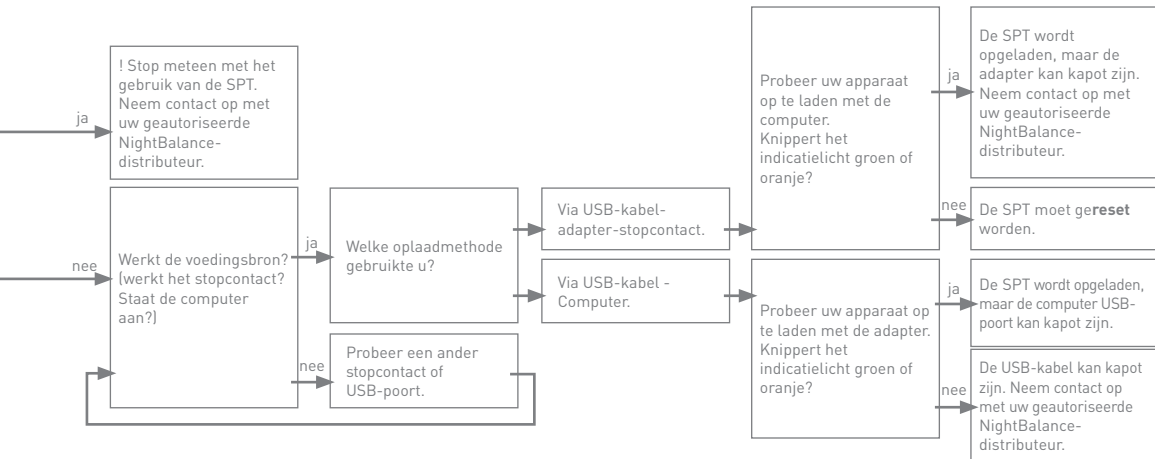 ja
! Stop meteen met het
gebruik van de SPT.
Neem contact op met
uw geautoriseerde
NightBalance-
distributeur.
nee
Werkt de voedingsbron?
(werkt het stopcontact?
Staat de computer
aan?)
ja
Welke oplaadmethode
gebruikte u?
nee
Probeer een ander
stopcontact of
USB-poort.
Via USB-kabel-
adapter-stopcontact.
Via USB-kabel -
Computer.
Probeer uw apparaat
op te laden met de
computer.
Knippert het
indicatielicht groen of
oranje?
ja
De SPT wordt
opgeladen, maar de
adapter kan kapot zijn.
Neem contact op met
uw geautoriseerde
NightBalance-
distributeur.
nee
De SPT moet gereset
worden.
Probeer uw apparaat op
te laden met de adapter.
Knippert het
indicatielicht groen of
oranje?
ja
De SPT wordt opgeladen,
maar de computer USB-
poort kan kapot zijn.
nee
De USB-kabel kan kapot
zijn. Neem contact op
met uw geautoriseerde
NightBalance-
distributeur.